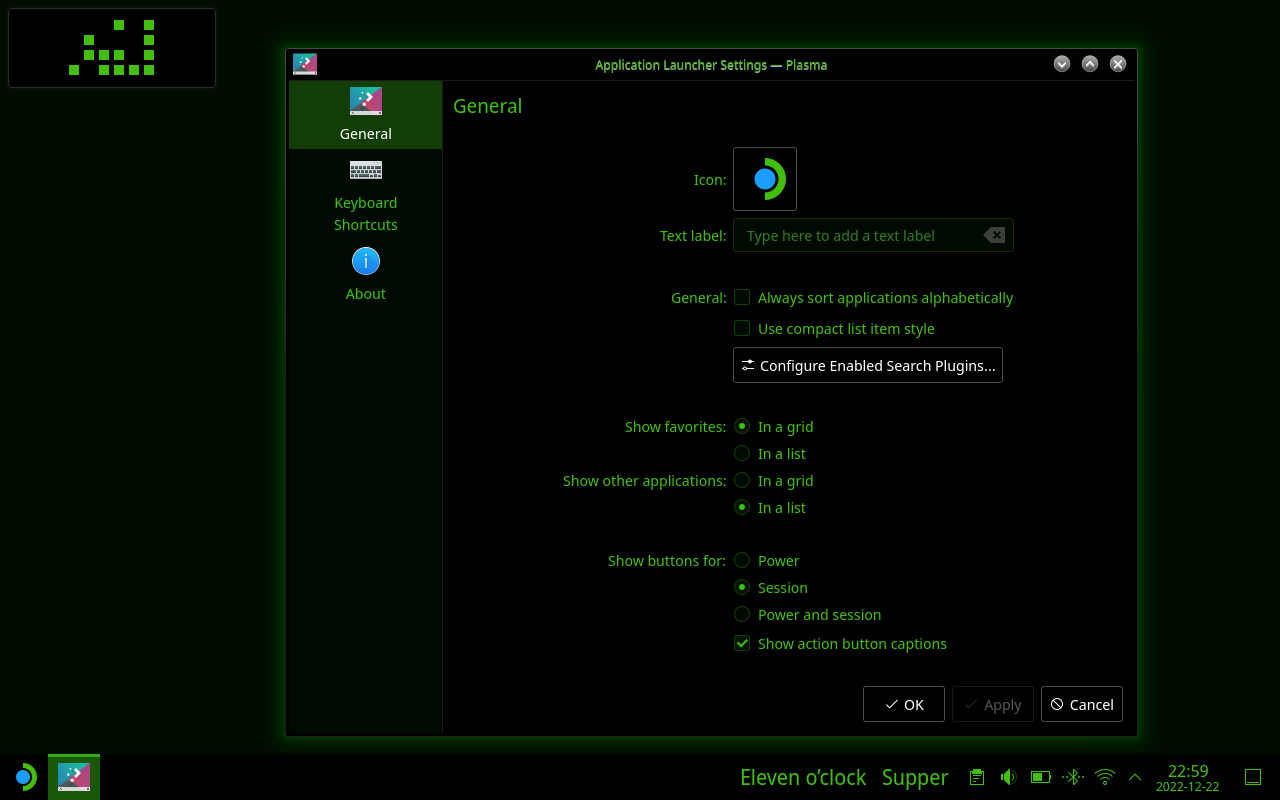 Application Launcher Settings — Plasma
General
Keyboard
Shortcuts
About
General
Icon:
Text label: Type here to add a text label
General: Always sort applications alphabetically
Use compact list item style
Configure Enabled Search Plugins...
Show favorites: In a grid
In a list
Show other applications: In a grid
In a list
Show buttons for: Power
Session
Power and session
Show action button captions
OK Apply Cancel
Eleven o’clock Supper 22:59
2022-12-22